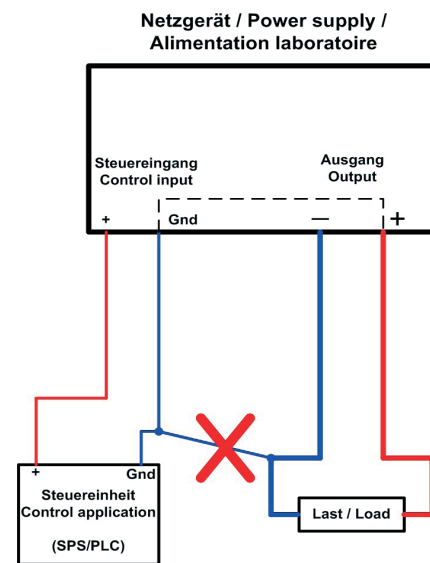 Netzgerät / Power supply /
Alimentation laboratoire
Steuereingang
Control input
Ausgang
Output
+
Gnd
—
+
+
Gnd
Steuereinheit
Control application
(SPS/PLC)
Last / Load